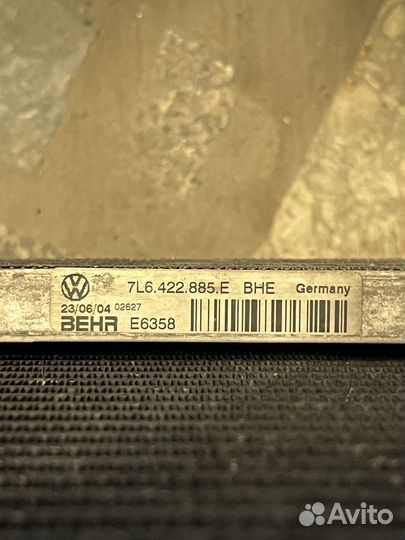 7L6.422.885.E BHE Germany
23/06/04 02627
BEHR E6358
Avito